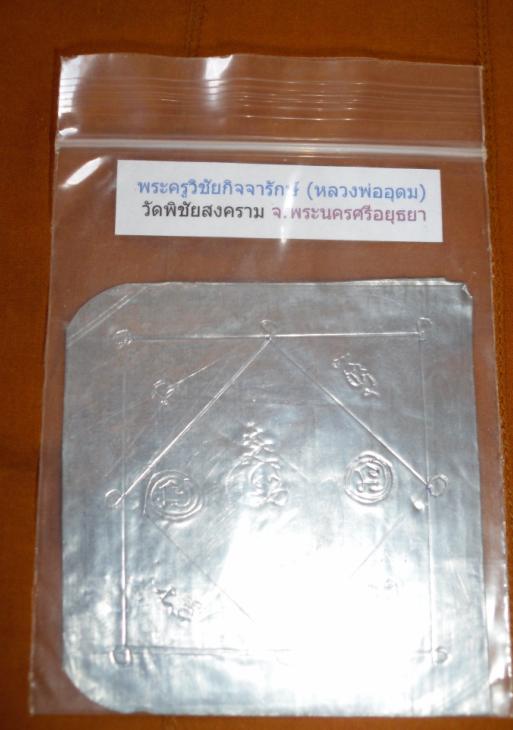 พระครูวิชัยกิจจารักษ์ (หลวงพ่ออุดม)
วัดพิชัยสงคราม จ.พระนครศรีอยุธยา